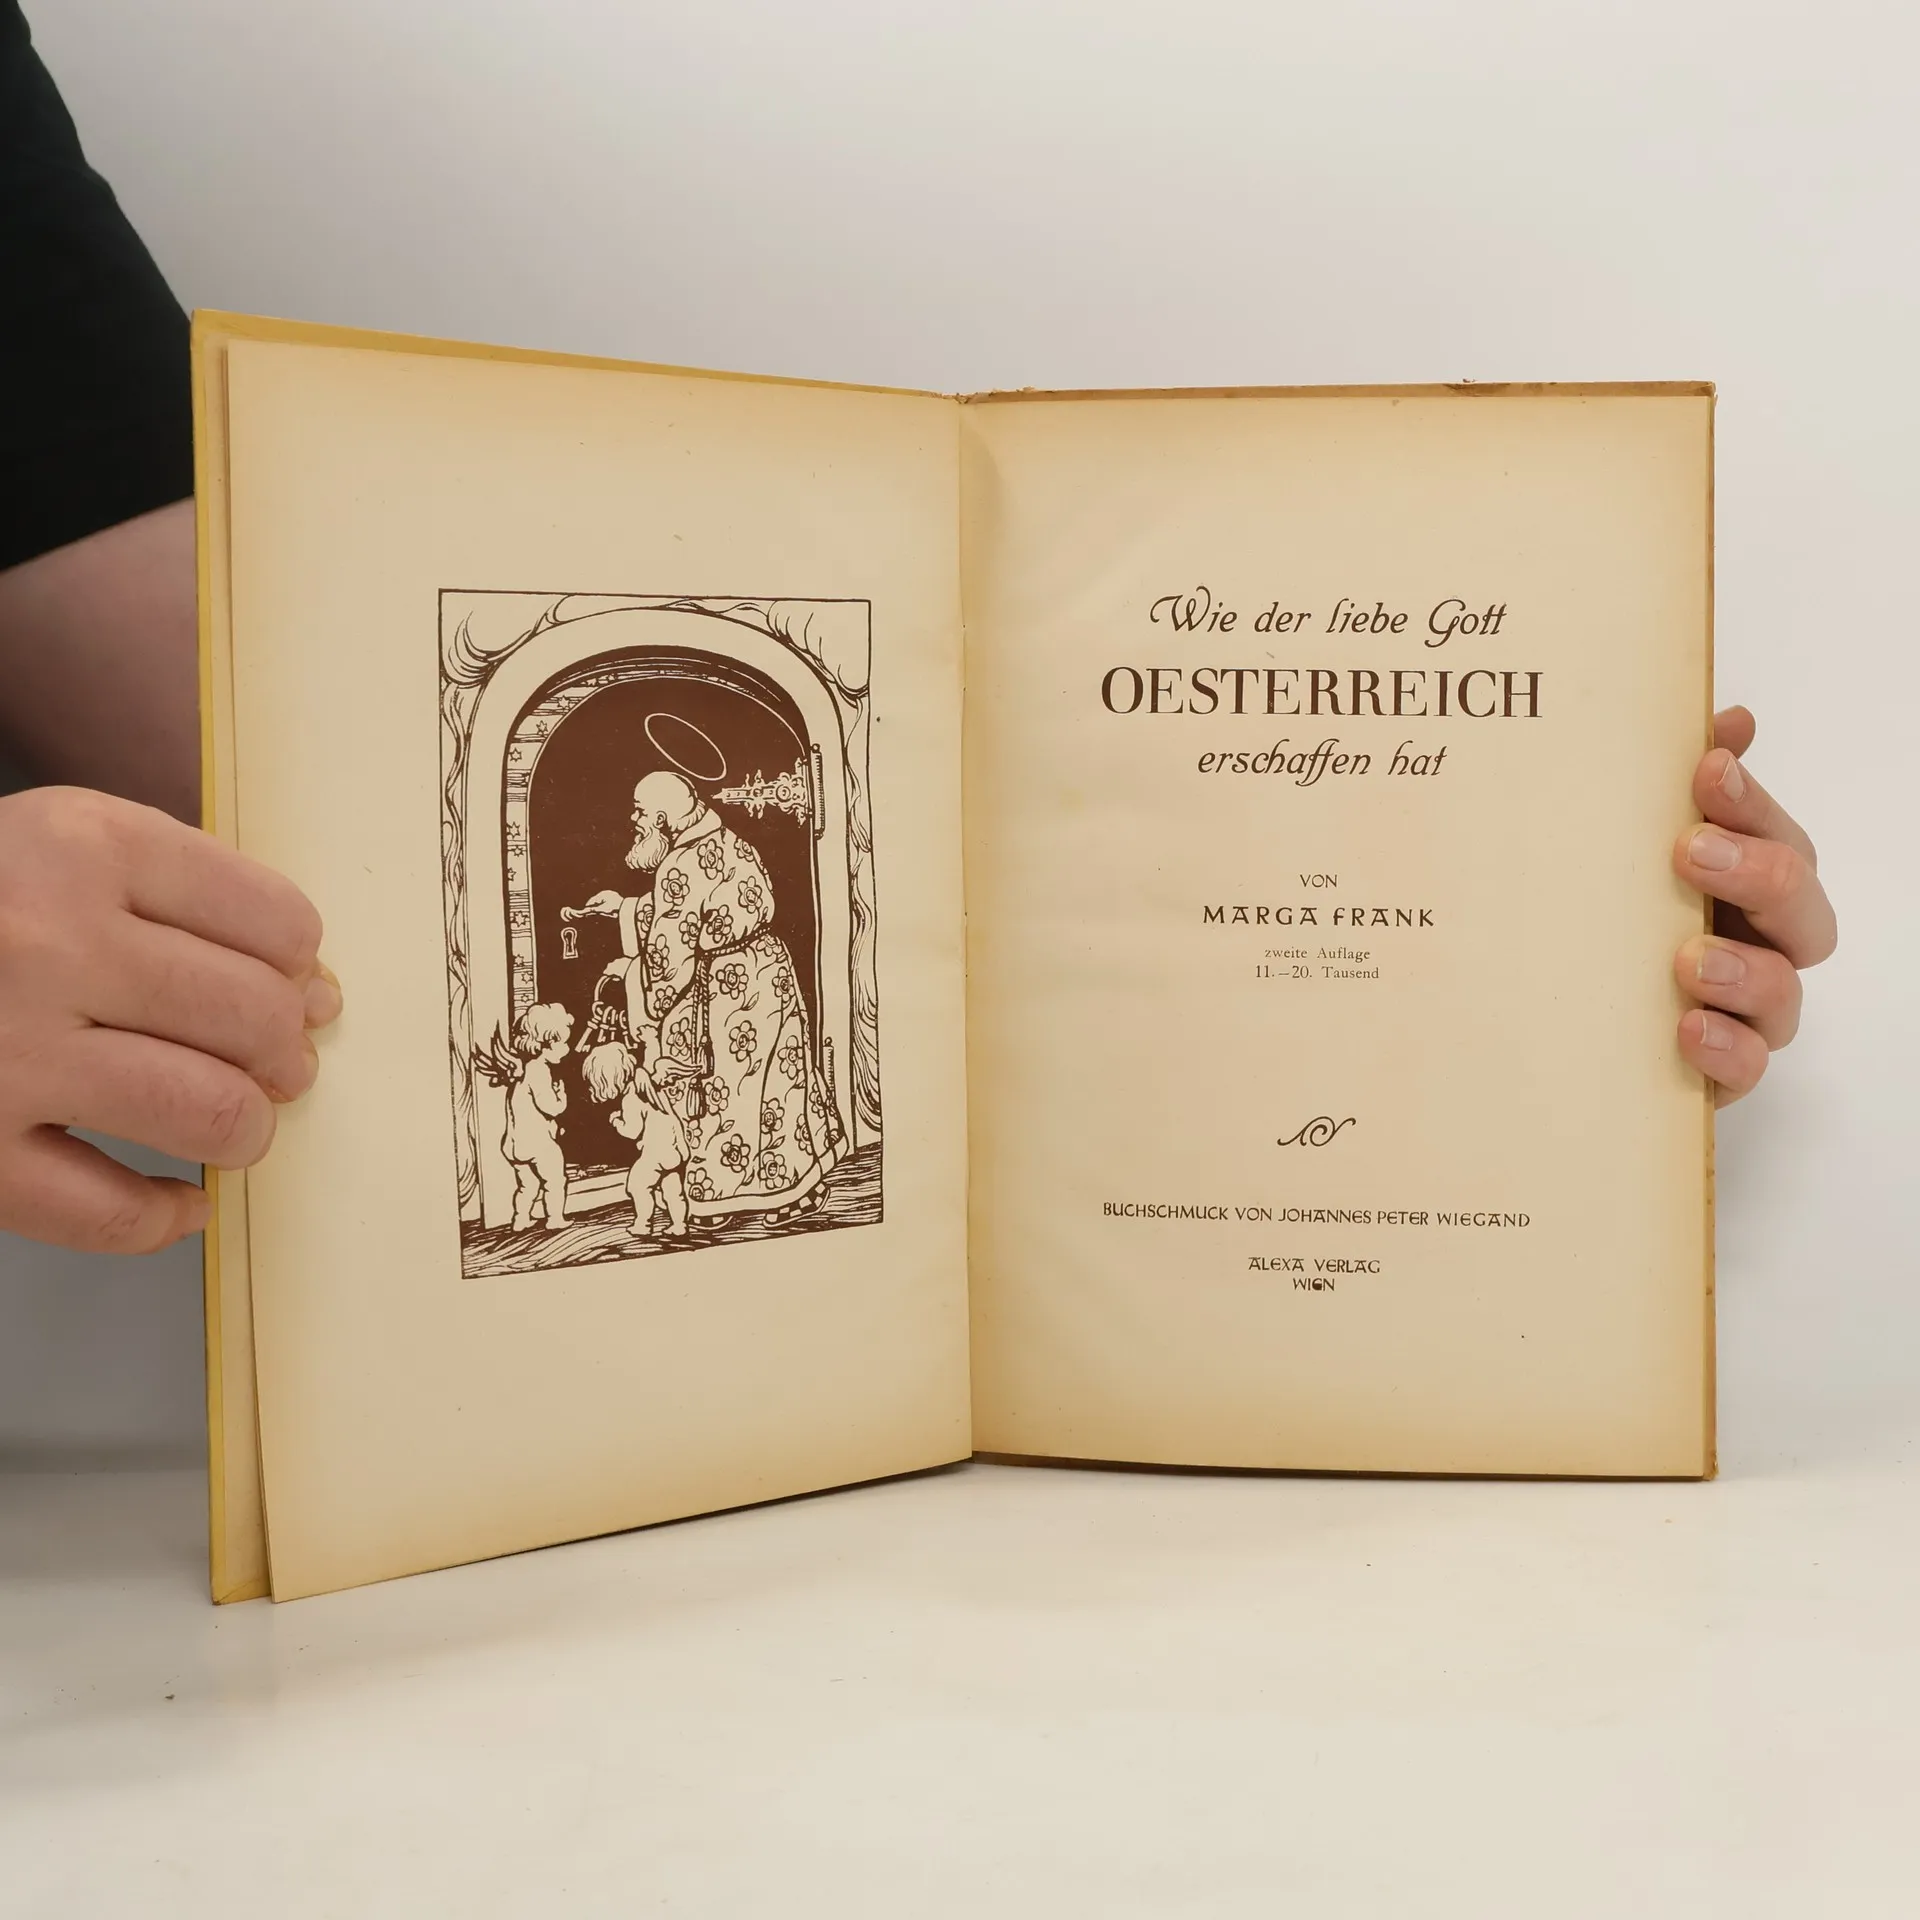 Wie der liebe Gott
OESTERREICH
erschaffen hat
VON
MARGA FRANK
zweite Auflage
11.—20. Tausend
BUCHSCHMUCK VON JOHANNES PETER WIEGAND
ALEXA VERLAG
WIEN